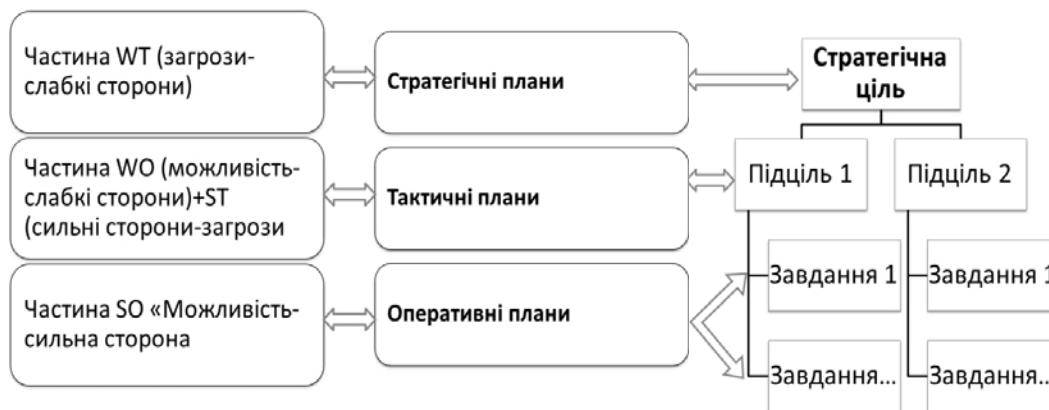 Частина WT (загрози-
слабкі сторони)
Стратегічні плани
Стратегічна
ціль
Частина WO (можливість-
слабкі сторони)+ST
(сильні сторони-загрози
Тактичні плани
Підціль 1
Підціль 2
Завдання 1
Завдання 1
Частина SO «Можливість-
сильна сторона
Оперативні плани
Завдання...
Завдання...